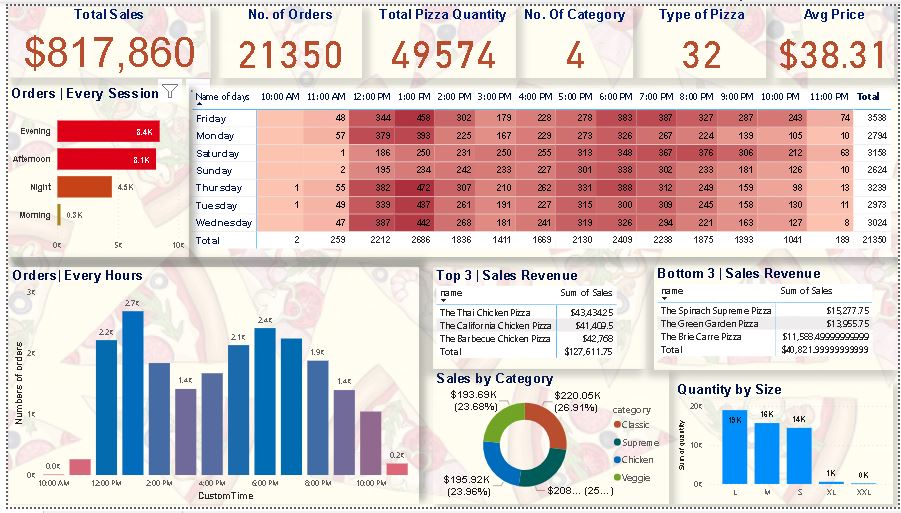 Total Sales
$817,860
No. of Orders
21350
Total Pizza Quantity
49574
No. Of Category
4
Type of Pizza
32
Avg Price
$38.31
Orders | Every Session
Evening 8.4K
Afternoon 8.1K
Night 4.5K
Morning 0.3K
0K 5K 10K
Name of days 10:00 AM 11:00 AM 12:00 PM 1:00 PM 2:00 PM 3:00 PM 4:00 PM 5:00 PM 6:00 PM 7:00 PM 8:00 PM 9:00 PM 10:00 PM 11:00 PM Total
Friday 48 344 458 302 179 228 278 383 387 327 287 243 74 3538
Monday 57 379 393 225 167 229 273 326 267 224 139 105 10 2794
Saturday 1 186 250 231 250 255 313 348 367 376 306 212 63 3158
Sunday 2 195 234 242 233 227 301 338 302 233 181 126 10 2624
Thursday 1 55 382 472 307 210 262 331 388 312 249 159 98 13 3239
Tuesday 1 49 339 437 261 191 227 315 300 309 245 158 130 11 2973
Wednesday 47 387 442 268 181 241 319 326 294 221 163 127 8 3024
Total 2 259 2212 2686 1836 1411 1669 2130 2409 2238 1875 1393 1041 189 21350
Orders | Every Hours
Numbers of orders
3K
2K
1K
0K
0.0K 2.2K 2.7K 1.4K 2.1K 2.4K 1.9K 1.4K 0.2K
10:00 AM 12:00 PM 2:00 PM 4:00 PM 6:00 PM 8:00 PM 10:00 PM
CustomTime
Top 3 | Sales Revenue
name Sum of Sales
The Thai Chicken Pizza $43,434.25
The California Chicken Pizza $41,409.5
The Barbecue Chicken Pizza $42,768
Total $127,611.75
Bottom 3 | Sales Revenue
name Sum of Sales
The Spinach Supreme Pizza $15,277.75
The Green Garden Pizza $13,955.75
The Brie Carre Pizza $11,588.49999999999
Total $40,821.99999999999
Sales by Category
$193.69K
(23.68%)
$220.05K
(26.91%)
$195.92K
(23.96%)
$208... (25....)
category
Classic
Supreme
Chicken
Veggie
Quantity by Size
Sum of quantity
20K
10K
0K
19K 16K 14K 1K 0K
L M S XL XXL